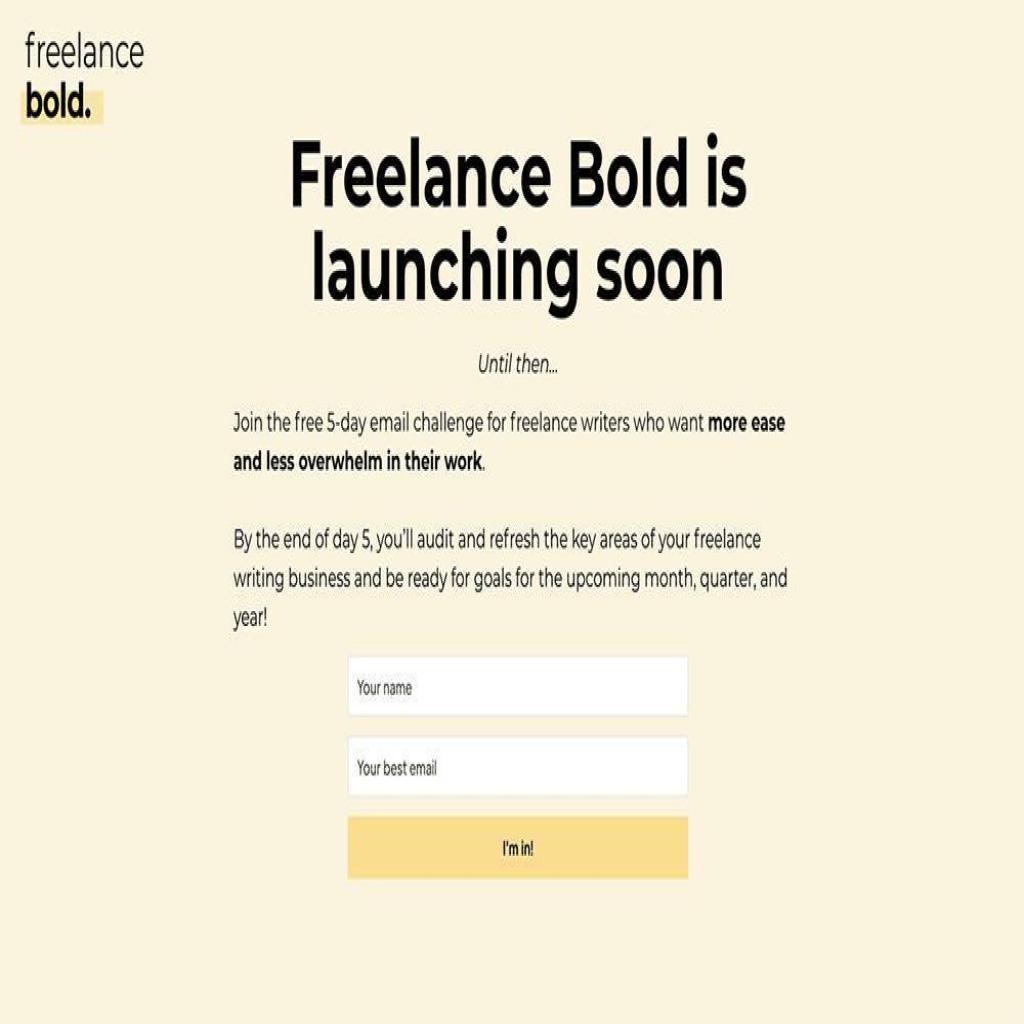 freelance
bold.
Freelance Bold is
launching soon
Until then...
Join the free 5-day email challenge for freelance writers who want more ease
and less overwhelm in their work.
By the end of day 5, you'll audit and refresh the key areas of your freelance
writing business and be ready for goals for the upcoming month, quarter, and
year!
Your name
Your best email
I'm in!